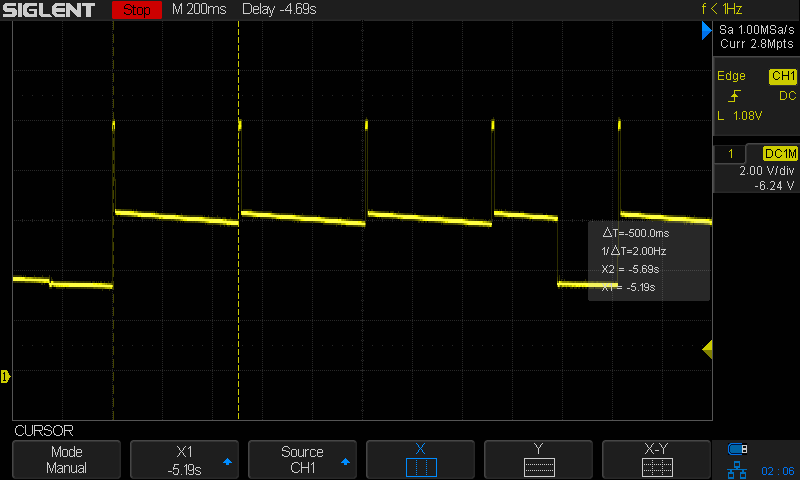 SIGLENT Stop M 200ms Delay -4.69s f < 1Hz
Sa 1.00MSa/s
Curr 2.8Mpts
Edge CH1
DC
L 1.08V
1 DC1M
2.00 V/div
-6.24 V
△T=-500.0ms
1/△T=2.00Hz
X2 = -5.69s
X1 = -5.19s
1
CURSOR
Mode
Manual
X1
-5.19s
Source
CH1
X
Y
X-Y
02 : 06